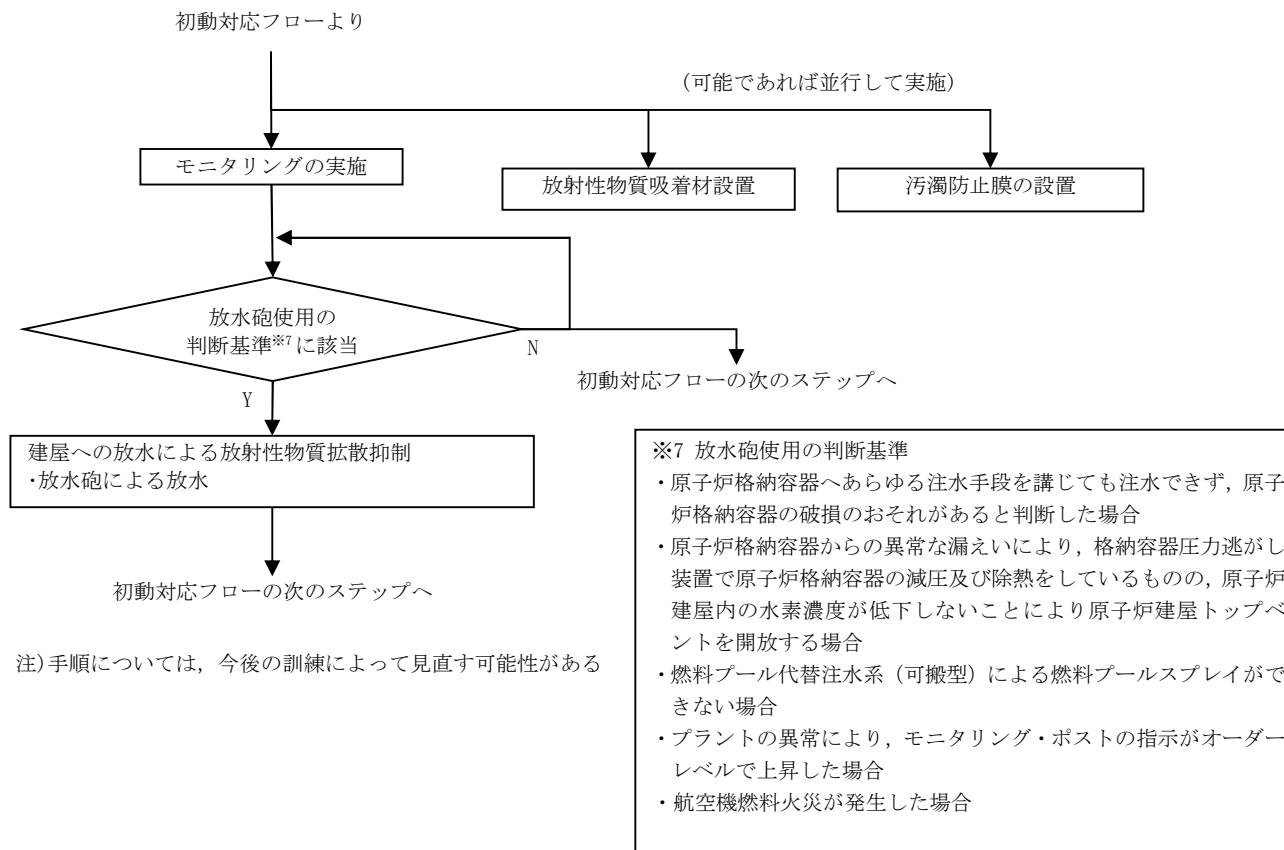 初動対応フローより
(可能であれば並行して実施)
モニタリングの実施
放射性物質吸着材設置
汚濁防止膜の設置
放水砲使用の
判断基準※7に該当
N
初動対応フローの次のステップへ
Y
建屋への放水による放射性物質拡散抑制
・放水砲による放水
初動対応フローの次のステップへ
注)手順については，今後の訓練によって見直す可能性がある
※7 放水砲使用の判断基準
・原子炉格納容器へあらゆる注水手段を講じても注水できず，原子
炉格納容器の破損のおそれがあると判断した場合
・原子炉格納容器からの異常な漏えいにより，格納容器圧力逃がし
装置で原子炉格納容器の減圧及び除熱をしているものの，原子炉
建屋内の水素濃度が低下しないことにより原子炉建屋トップベ
ントを開放する場合
・燃料プール代替注水系（可搬型）による燃料プールスプレイがで
きない場合
・プラントの異常により，モニタリング・ポストの指示がオーダー
レベルで上昇した場合
・航空機燃料火災が発生した場合